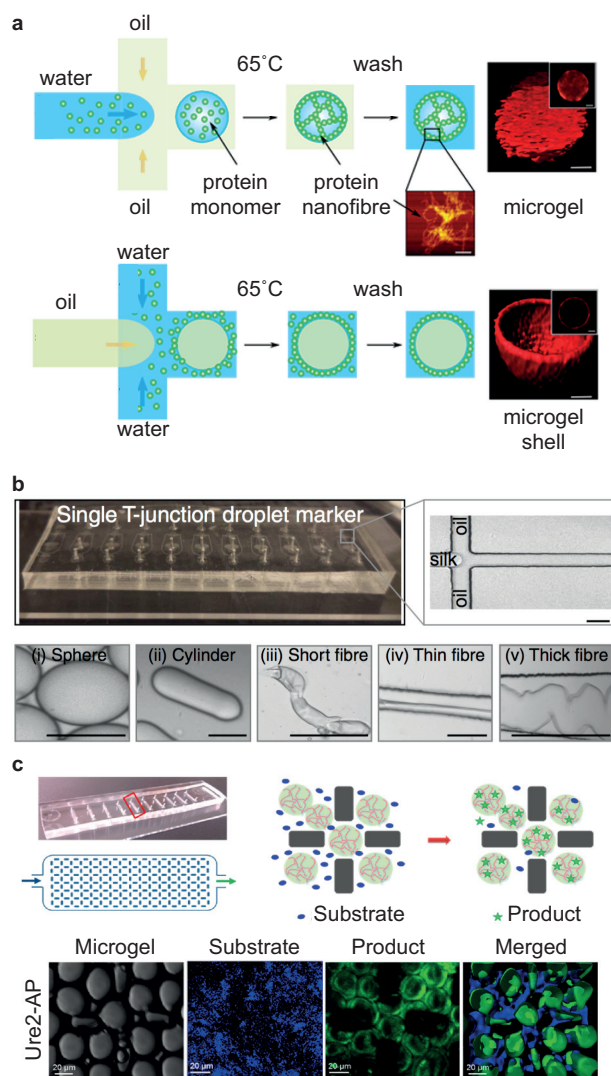 a
oil
water
65˚C
wash
protein
monomer
protein
nanofibre
microgel
oil
water
oil
65˚C
wash
water
microgel
shell
b
Single T-junction droplet marker
oil
silk
oil
(i) Sphere
(ii) Cylinder
(iii) Short fibre
(iv) Thin fibre
(v) Thick fibre
c
Substrate
Product
Microgel
Substrate
Product
Merged
Ure2-AP
20 µm
20 µm
20 µm
20 µm